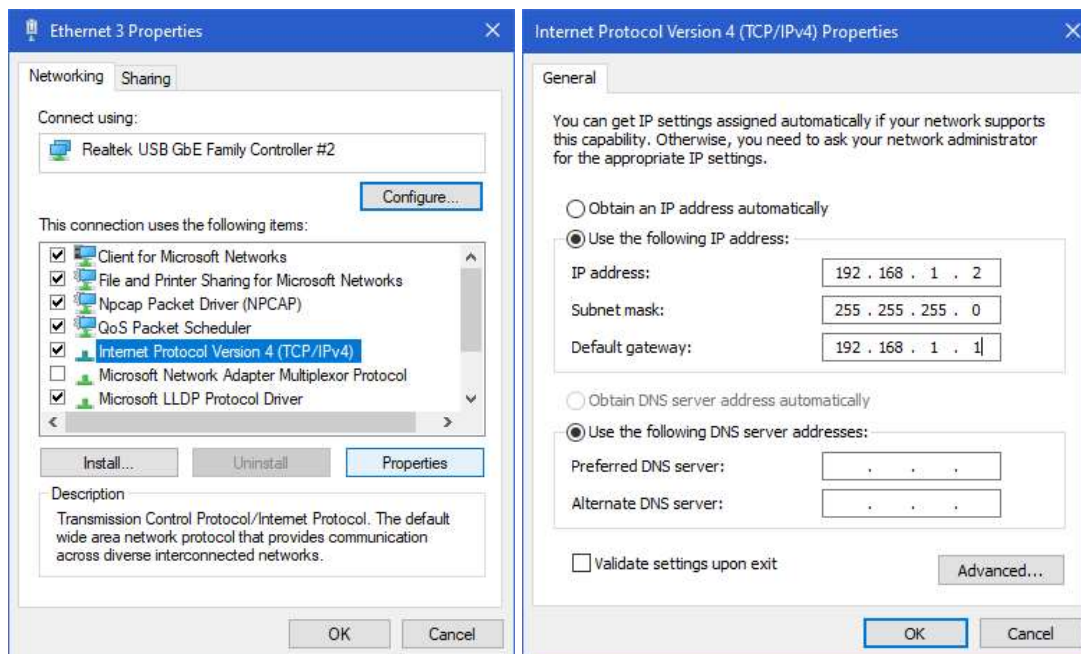 Ethernet 3 Properties
Networking
Sharing
Connect using:
Realtek USB GbE Family Controller #2
Configure...
This connection uses the following items:
Client for Microsoft Networks
File and Printer Sharing for Microsoft Networks
Npcap Packet Driver (NPCAP)
QoS Packet Scheduler
Internet Protocol Version 4 (TCP/IPv4)
Microsoft Network Adapter Multiplexor Protocol
Microsoft LLDP Protocol Driver
Install...
Uninstall
Properties
Description
Transmission Control Protocol/Internet Protocol. The default
wide area network protocol that provides communication
across diverse interconnected networks.
OK
Cancel
Internet Protocol Version 4 (TCP/IPv4) Properties
General
You can get IP settings assigned automatically if your network supports
this capability. Otherwise, you need to ask your network administrator
for the appropriate IP settings.
Obtain an IP address automatically
Use the following IP address:
IP address:
192 . 168 . 1 . 2
Subnet mask:
255 . 255 . 255 . 0
Default gateway:
192 . 168 . 1 . 1
Obtain DNS server address automatically
Use the following DNS server addresses:
Preferred DNS server:
. . .
Alternate DNS server:
. . .
Validate settings upon exit
Advanced...
OK
Cancel